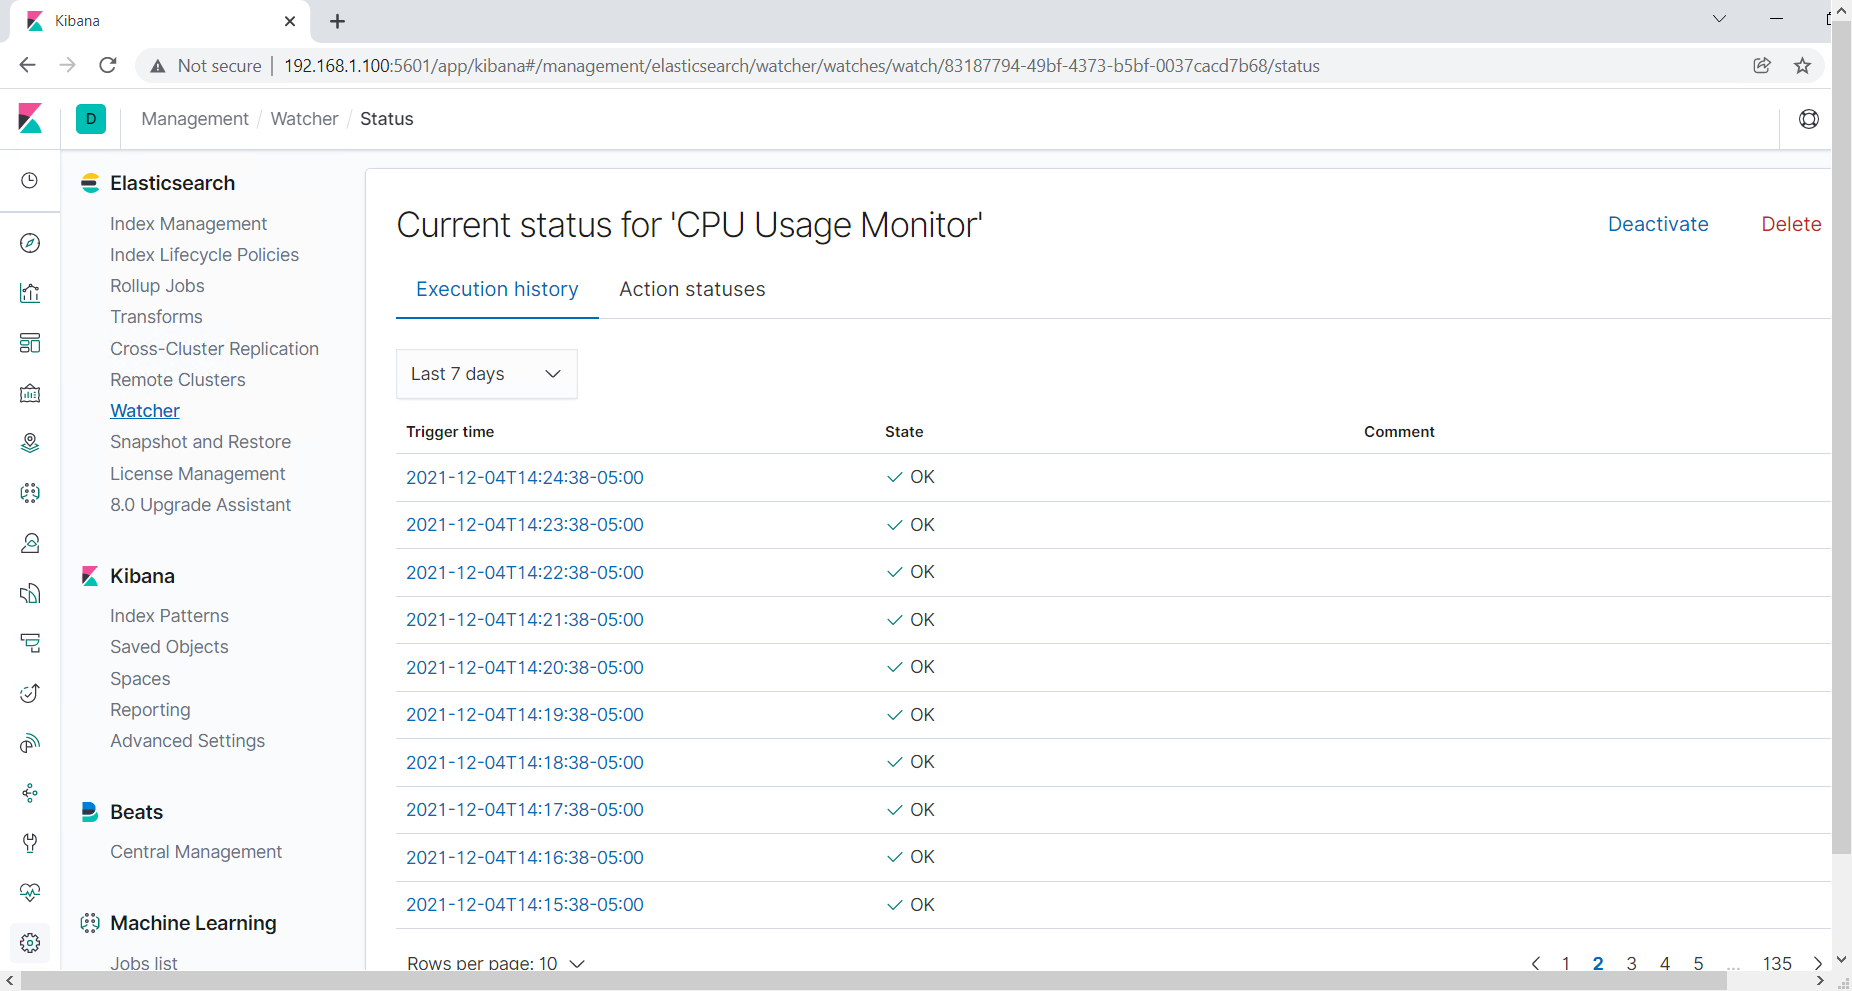 Kibana
Not secure
192.168.1.100:5601/app/kibana#/management/elasticsearch/watcher/watches/watch/83187794-49bf-4373-b5bf-0037cacd7b68/status
D
Management / Watcher / Status
Elasticsearch
Index Management
Index Lifecycle Policies
Rollup Jobs
Transforms
Cross-Cluster Replication
Remote Clusters
Watcher
Snapshot and Restore
License Management
8.0 Upgrade Assistant
Kibana
Index Patterns
Saved Objects
Spaces
Reporting
Advanced Settings
Beats
Central Management
Machine Learning
Jobs list
Current status for 'CPU Usage Monitor'
Deactivate Delete
Execution history Action statuses
Last 7 days
Trigger time State Comment
2021-12-04T14:24:38-05:00 OK
2021-12-04T14:23:38-05:00 OK
2021-12-04T14:22:38-05:00 OK
2021-12-04T14:21:38-05:00 OK
2021-12-04T14:20:38-05:00 OK
2021-12-04T14:19:38-05:00 OK
2021-12-04T14:18:38-05:00 OK
2021-12-04T14:17:38-05:00 OK
2021-12-04T14:16:38-05:00 OK
2021-12-04T14:15:38-05:00 OK
Rows per page: 10
1 2 3 4 5 ... 135